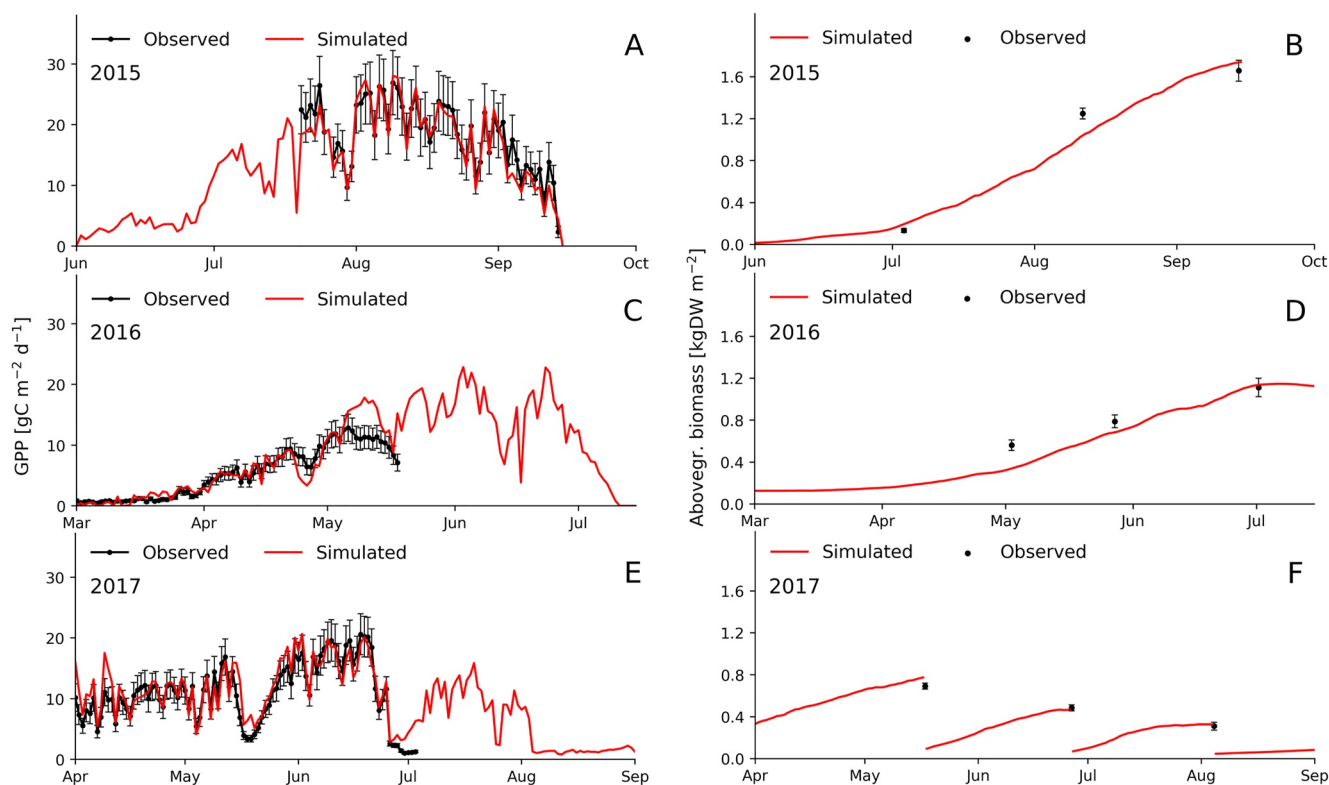 Observed Simulated A
2015
30
20
10
0
Jun Jul Aug Sep Oct
Simulated Observed B
2015
1.6
1.2
0.8
0.4
0.0
Jun Jul Aug Sep Oct
GPP [gC m⁻² d⁻¹]
Observed Simulated C
2016
30
20
10
0
Mar Apr May Jun Jul
Abovegr. biomass [kgDW m⁻²]
Simulated Observed D
2016
1.6
1.2
0.8
0.4
0.0
Mar Apr May Jun Jul
Observed Simulated E
2017
30
20
10
0
Apr May Jun Jul Aug Sep
Simulated Observed F
2017
1.6
1.2
0.8
0.4
0.0
Apr May Jun Jul Aug Sep